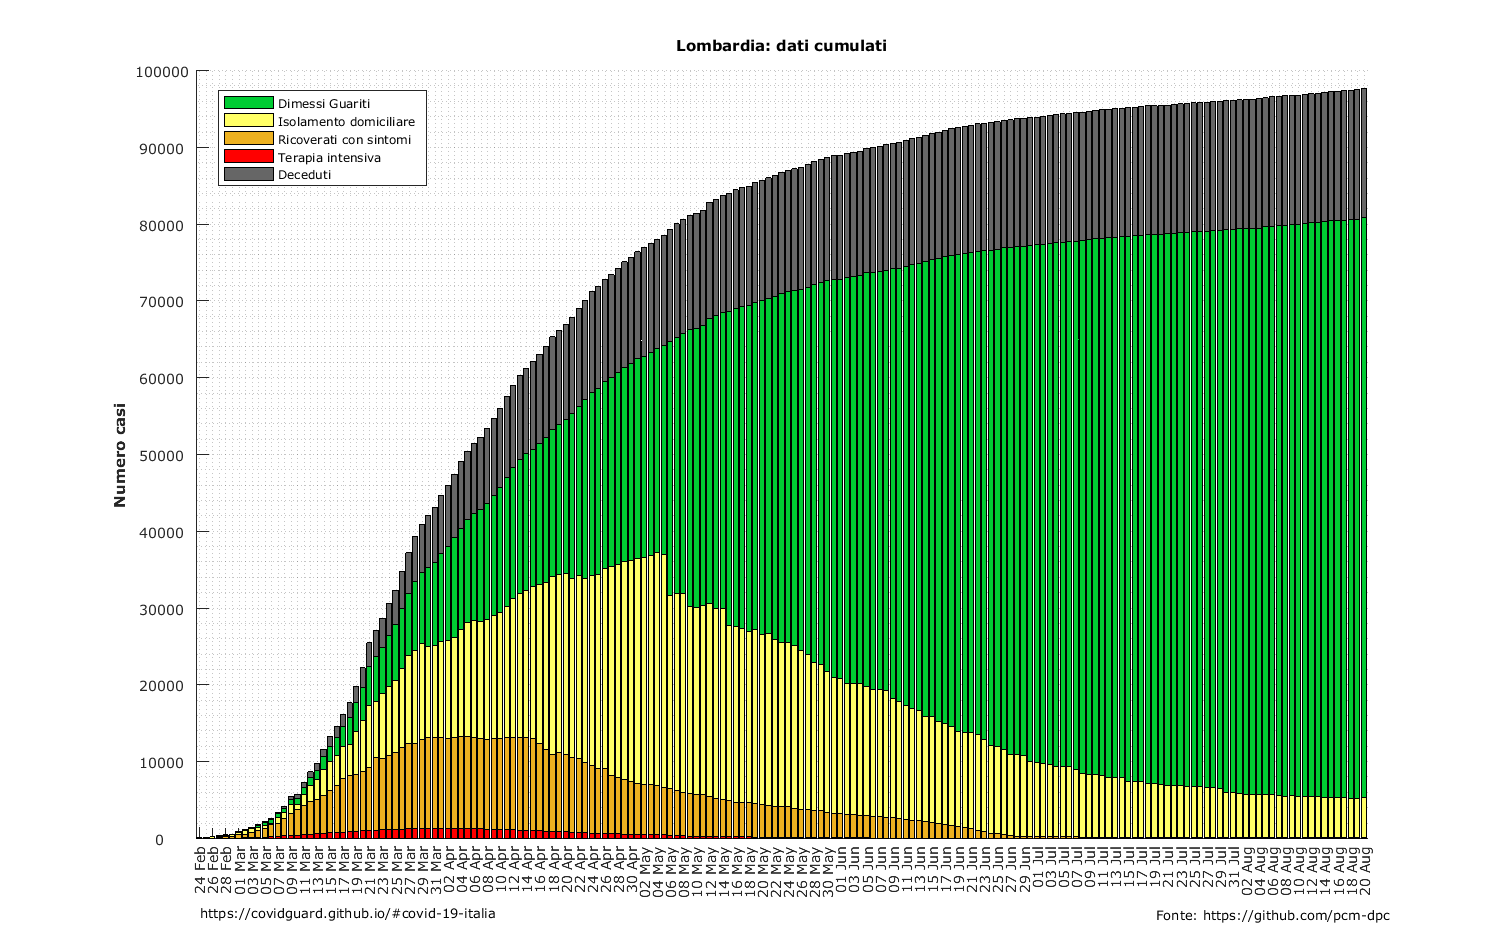 Lombardia: dati cumulati
Numero casi
100000
90000
80000
70000
60000
50000
40000
30000
20000
10000
0
Dimessi Guariti
Isolamento domiciliare
Ricoverati con sintomi
Terapia intensiva
Deceduti
24 Feb
26 Feb
28 Feb
01 Mar
03 Mar
05 Mar
07 Mar
09 Mar
11 Mar
13 Mar
15 Mar
17 Mar
19 Mar
21 Mar
23 Mar
25 Mar
27 Mar
29 Mar
31 Mar
02 Apr
04 Apr
06 Apr
08 Apr
10 Apr
12 Apr
14 Apr
16 Apr
18 Apr
20 Apr
22 Apr
24 Apr
26 Apr
28 Apr
30 Apr
02 May
04 May
06 May
08 May
10 May
12 May
14 May
16 May
18 May
20 May
22 May
24 May
26 May
28 May
30 May
01 Jun
03 Jun
05 Jun
07 Jun
09 Jun
11 Jun
13 Jun
15 Jun
17 Jun
19 Jun
21 Jun
23 Jun
25 Jun
27 Jun
29 Jun
01 Jul
03 Jul
05 Jul
07 Jul
09 Jul
11 Jul
13 Jul
15 Jul
17 Jul
19 Jul
21 Jul
23 Jul
25 Jul
27 Jul
29 Jul
31 Jul
02 Aug
04 Aug
06 Aug
08 Aug
10 Aug
12 Aug
14 Aug
16 Aug
18 Aug
20 Aug
https://covidguard.github.io/#covid-19-italia
Fonte: https://github.com/pcm-dpc